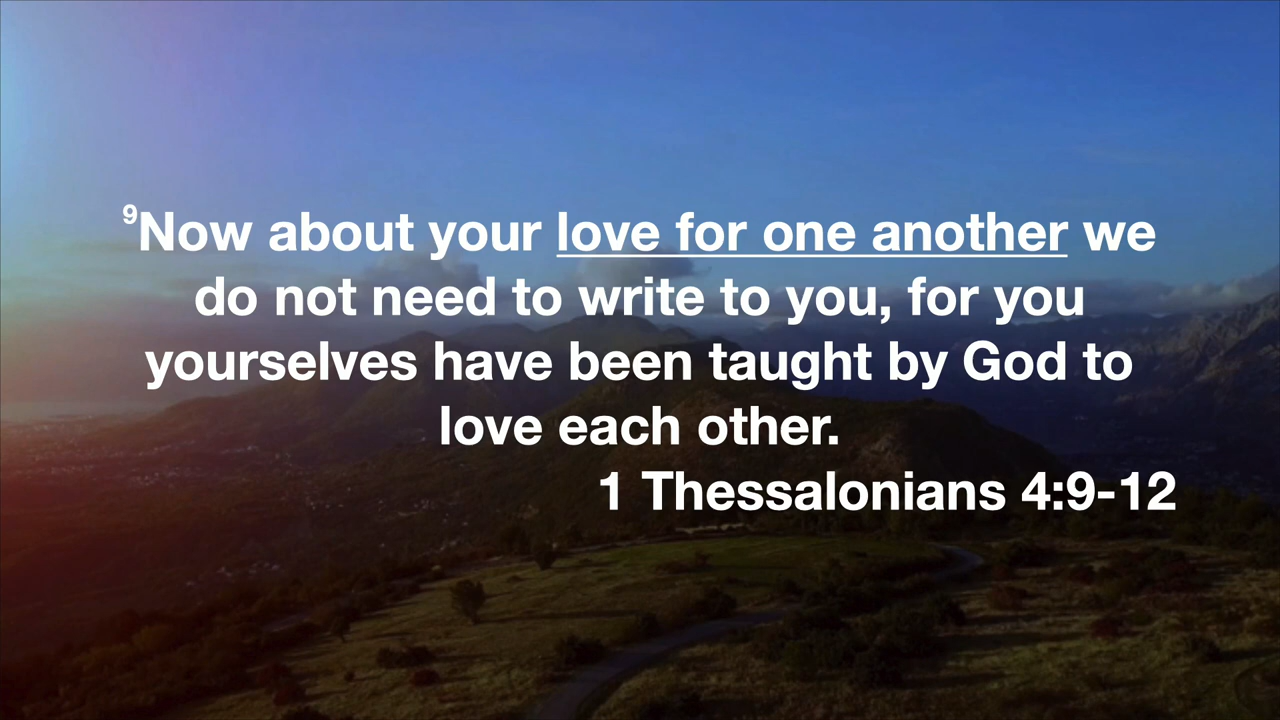 ⁹Now about your love for one another we
do not need to write to you, for you
yourselves have been taught by God to
love each other.
1 Thessalonians 4:9-12